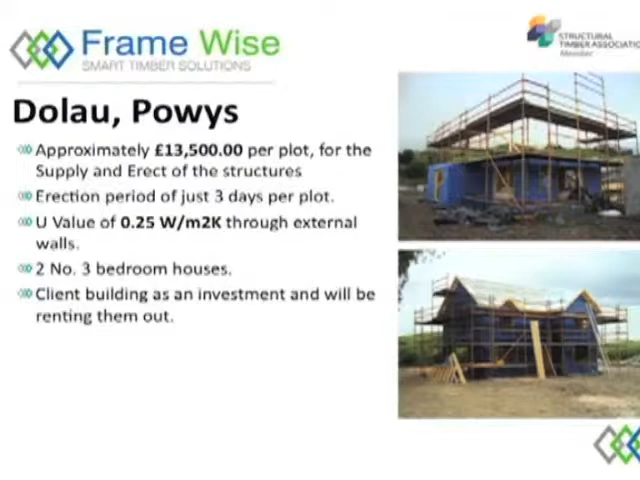 Frame Wise
SMART TIMBER SOLUTIONS
STRUCTURAL
TIMBER ASSOCIATIO
Member
Dolau, Powys
Approximately £13,500.00 per plot, for the
Supply and Erect of the structures
Erection period of just 3 days per plot.
U Value of 0.25 W/m2K through external
walls.
2 No. 3 bedroom houses.
Client building as an investment and will be
renting them out.